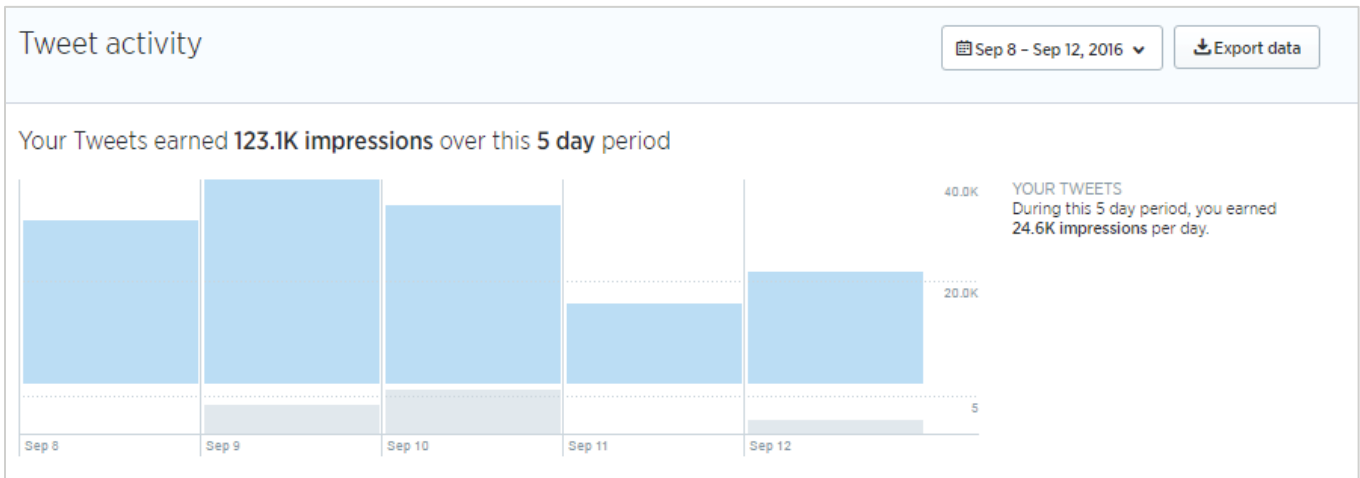 Tweet activity
Sep 8 – Sep 12, 2016
Export data
Your Tweets earned 123.1K impressions over this 5 day period
40.0K
20.0K
5
Sep 8
Sep 9
Sep 10
Sep 11
Sep 12
YOUR TWEETS
During this 5 day period, you earned
24.6K impressions per day.